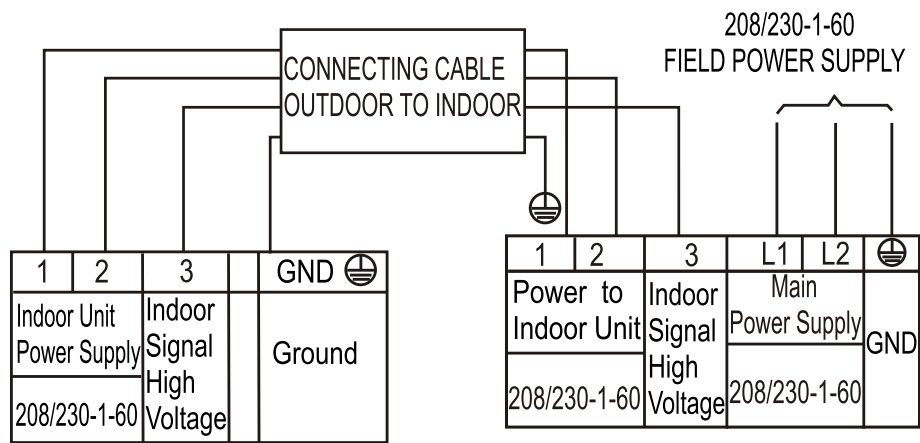 208/230-1-60
FIELD POWER SUPPLY
CONNECTING CABLE
OUTDOOR TO INDOOR
1 2 3 GND
Indoor Unit
Power Supply
208/230-1-60
Indoor
Signal
High
Voltage
Ground
1 2 3 L1 L2
Power to
Indoor Unit
208/230-1-60
Indoor
Signal
High
Voltage
Main
Power Supply
208/230-1-60
GND